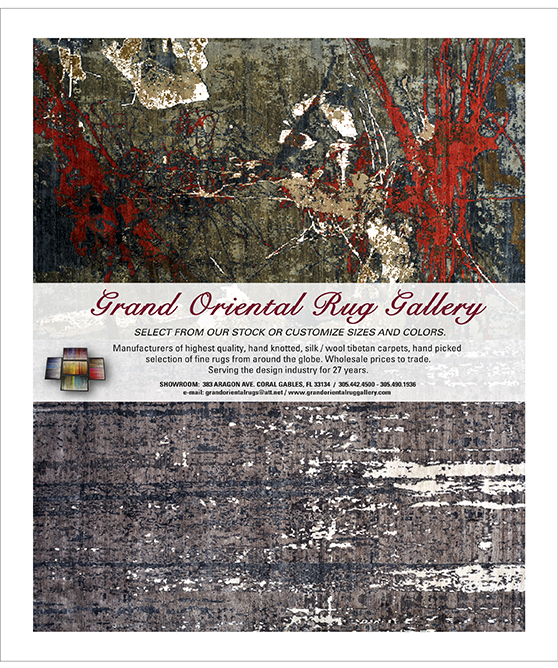 Grand Oriental Rug Gallery
SELECT FROM OUR STOCK OR CUSTOMIZE SIZES AND COLORS.
Manufacturers of highest quality, hand knotted, silk / wool tibetan carpets, hand picked
selection of fine rugs from around the globe. Wholesale prices to trade.
Serving the design industry for 27 years.
SHOWROOM: 383 ARAGON AVE. CORAL GABLES, FL 33134 / 305.442.4500 - 305.490.1936
e-mail: grandorientalrugs@att.net / www.grandorientalruggallery.com